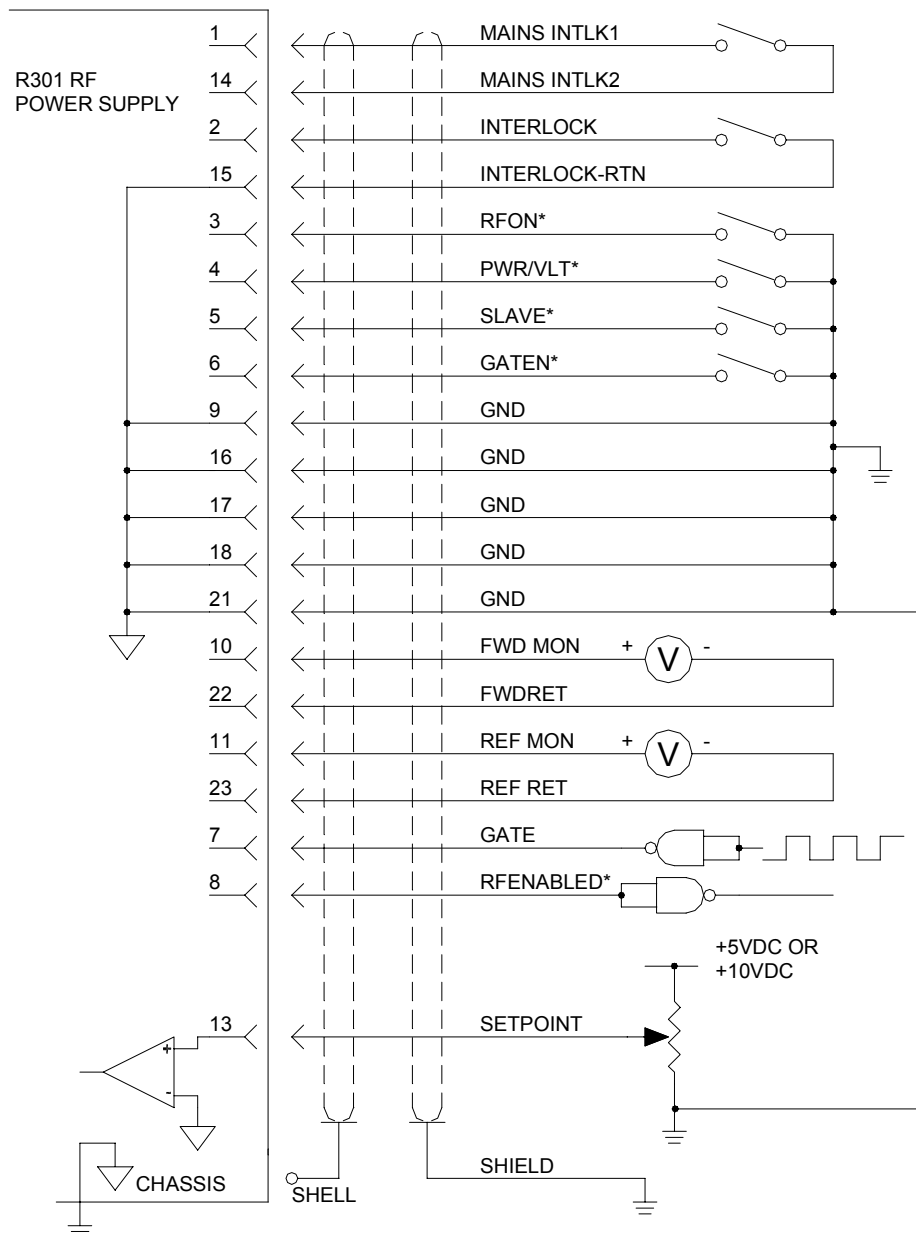 R301 RF
POWER SUPPLY
1 MAINS INTLK1
14 MAINS INTLK2
2 INTERLOCK
15 INTERLOCK-RTN
3 RFON*
4 PWR/VLT*
5 SLAVE*
6 GATEN*
9 GND
16 GND
17 GND
18 GND
21 GND
10 FWD MON + V -
22 FWDRET
11 REF MON + V -
23 REF RET
7 GATE
8 RFENABLED*
+5VDC OR
+10VDC
13 SETPOINT
+
-
CHASSIS
SHELL
SHIELD